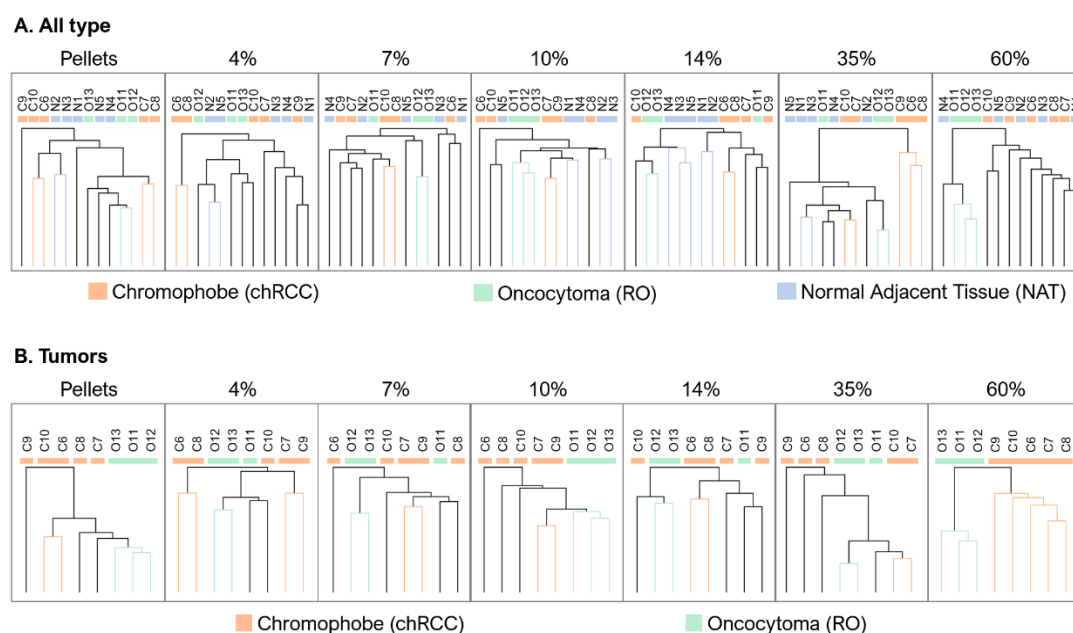 A. All type
Pellets 4% 7% 10% 14% 35% 60%
C9 C10 C6 N2 N3 N1 O13 N5 N4 O11 O12 C7 C8 C6 C8 O12 N2 N5 O11 O13 C10 C7 N3 N4 C9 N1 N4 C9 C7 N2 O11 C10 C8 N5 O12 O13 N3 C6 N1 C6 C10 N5 O11 O12 O13 C7 C9 N1 N4 C8 N2 N3 C10 O12 O13 N4 N3 N5 N1 N2 C6 C8 C7 O11 C9 N5 N1 N3 O11 N4 C10 C7 N2 O12 O13 C9 C6 C8 N4 O11 O12 O13 C10 N5 C9 N2 C6 N3 C8 C7
Chromophobe (chRCC) Oncocytoma (RO) Normal Adjacent Tissue (NAT)
B. Tumors
Pellets 4% 7% 10% 14% 35% 60%
C9 C10 C6 C8 C7 O13 O11 O12 C6 C8 O12 O13 O11 C10 C7 C9 C6 O12 O13 C10 C7 C9 O11 C8 C6 C8 C10 C7 C9 O11 O12 O13 C10 O12 O13 C6 C8 C7 O11 C9 C9 C6 C8 O12 O13 O11 C10 C7 O13 O11 O12 C9 C10 C6 C7 C8
Chromophobe (chRCC) Oncocytoma (RO)